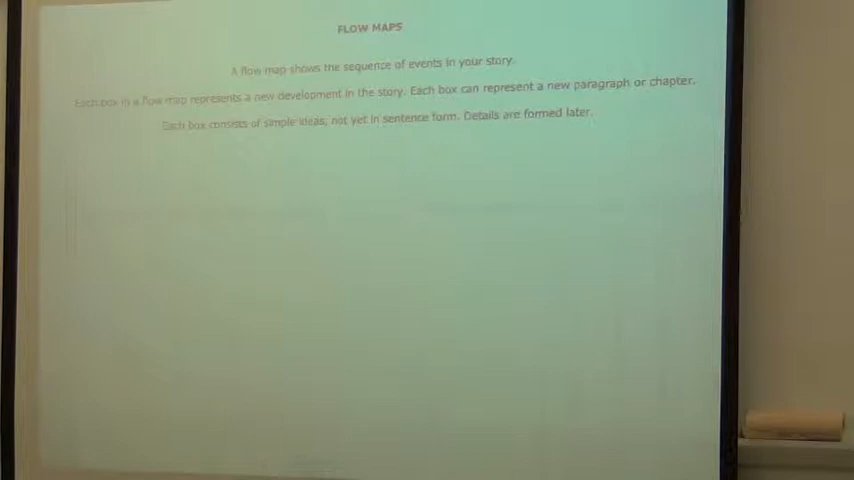 FLOW MAPS
A flow map shows the sequence of events in your story.
Each box in a flow map represents a new development in the story. Each box can represent a new paragraph or chapter.
Each box consists of simple ideas, not yet in sentence form. Details are formed later.